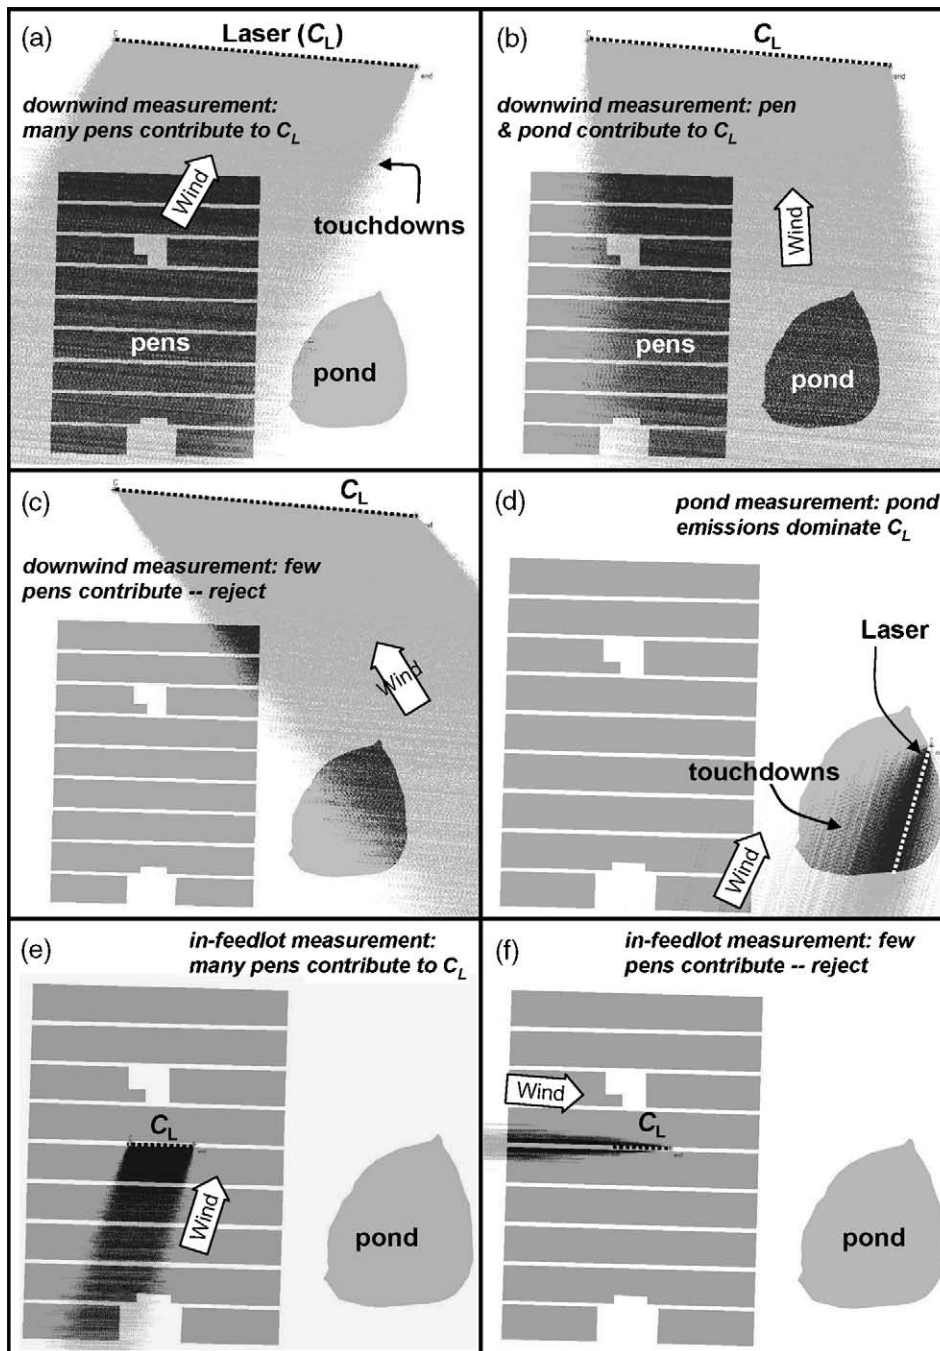 (a)
Laser (CL)
downwind measurement:
many pens contribute to CL
Wind
touchdowns
pens
pond
(b)
CL
downwind measurement: pen
& pond contribute to CL
Wind
pens
pond
(c)
CL
downwind measurement: few
pens contribute -- reject
Wind
(d)
pond measurement: pond
emissions dominate CL
Laser
touchdowns
Wind
(e)
in-feedlot measurement:
many pens contribute to CL
CL
Wind
pond
(f)
in-feedlot measurement: few
pens contribute -- reject
Wind
CL
pond